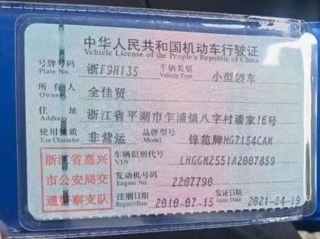 中华人民共和国机动车行驶证
Vehicle License of the People's Republic of China
号牌号码 浙F9H135 车辆类型 小型轿车
Plate No. Vehicle Type
所有人 全佳贤
Owner
住址 浙江省平湖市乍浦镇八字村潘家16号
Address
使用性质 非营运 品牌型号 锋范牌HG7154CAM
Use Character Model
浙江省嘉兴 车辆识别代号 LHGGM2551A2007859
VIN
市公安局交 发动机号码 2207790
Engine No.
通警察支队 注册日期 2010-07-15 发证日期 2021-04-19
Register Date Issue Date